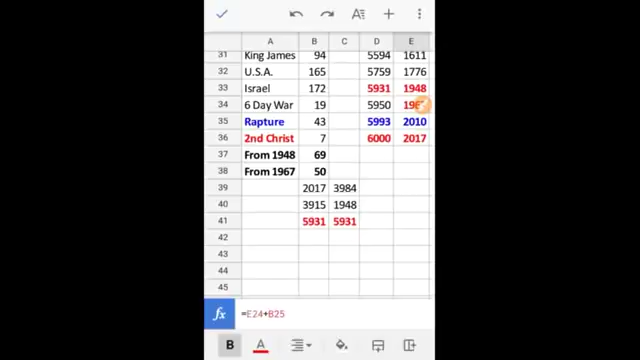 A B C D E
31 King James 94 5594 1611
32 U.S.A. 165 5759 1776
33 Israel 172 5931 1948
34 6 Day War 19 5950
35 Rapture 43 5993 2010
36 2nd Christ 7 6000 2017
37 From 1948 69
38 From 1967 50
39 2017 3984
40 3915 1948
41 5931 5931
42
43
44
45
fx =E24+B25
B A